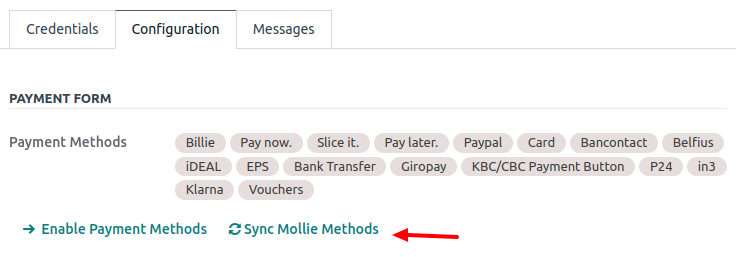 Credentials Configuration Messages
PAYMENT FORM
Payment Methods Billie Pay now. Slice it. Pay later. Paypal Card Bancontact Belfius
iDEAL EPS Bank Transfer Giropay KBC/CBC Payment Button P24 in3
Klarna Vouchers
Enable Payment Methods Sync Mollie Methods